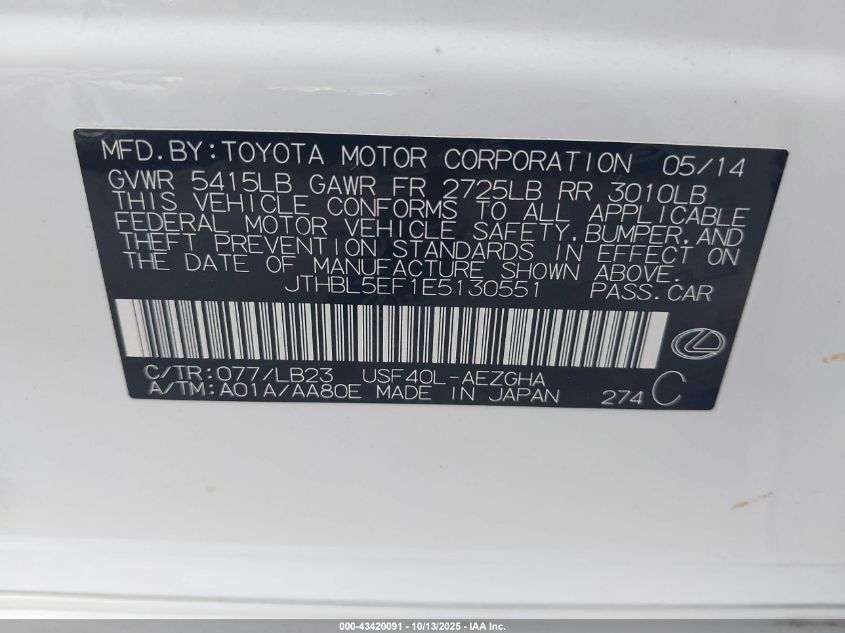 MFD.BY:TOYOTA MOTOR CORPORATION 05/14
GVWR 5415LB GAWR FR 2725LB RR 3010LB
THIS VEHICLE CONFORMS TO ALL APPLICABLE
FEDERAL MOTOR VEHICLE SAFETY,BUMPER,AND
THEFT PREVENTION STANDARDS IN EFFECT ON
THE DATE OF MANUFACTURE SHOWN ABOVE.
JTHBL5EF1E5130551 PASS.CAR
C/TR:077/LB23 USF40L-AEZGHA
A/TM:A01A/AA80E MADE IN JAPAN 274 C
000-43420091 - 10/13/2025 - IAA Inc.